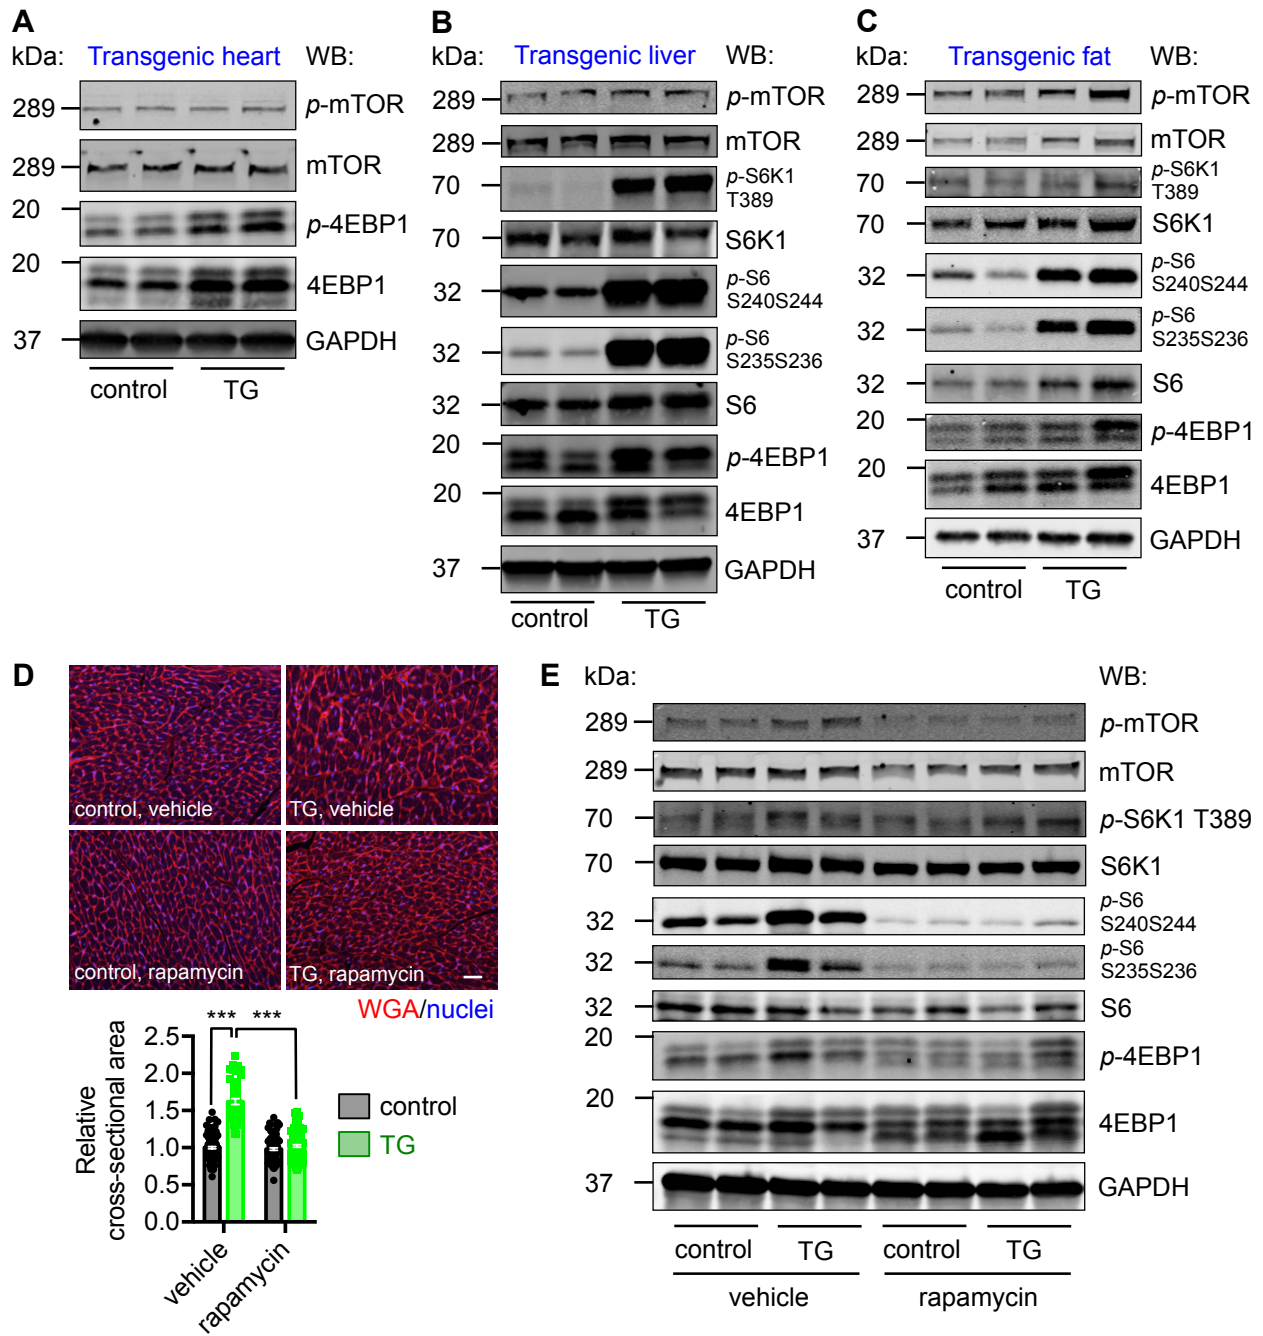 A
kDa: Transgenic heart WB:
289 p-mTOR
289 mTOR
20 p-4EBP1
20 4EBP1
37 GAPDH
control TG
B
kDa: Transgenic liver WB:
289 p-mTOR
289 mTOR
70 p-S6K1
T389
70 S6K1
32 p-S6
S240S244
32 p-S6
S235S236
32 S6
20 p-4EBP1
20 4EBP1
37 GAPDH
control TG
C
kDa: Transgenic fat WB:
289 p-mTOR
289 mTOR
70 p-S6K1
T389
70 S6K1
32 p-S6
S240S244
32 p-S6
S235S236
32 S6
20 p-4EBP1
20 4EBP1
37 GAPDH
control TG
D
control, vehicle TG, vehicle
control, rapamycin TG, rapamycin
WGA/nuclei
*** ***
2.5
2.0
1.5
1.0
0.5
0.0
Relative
cross-sectional area
control
TG
vehicle
rapamycin
E
kDa: WB:
289 p-mTOR
289 mTOR
70 p-S6K1 T389
70 S6K1
32 p-S6
S240S244
32 p-S6
S235S236
32 S6
20 p-4EBP1
20 4EBP1
37 GAPDH
control TG control TG
vehicle rapamycin